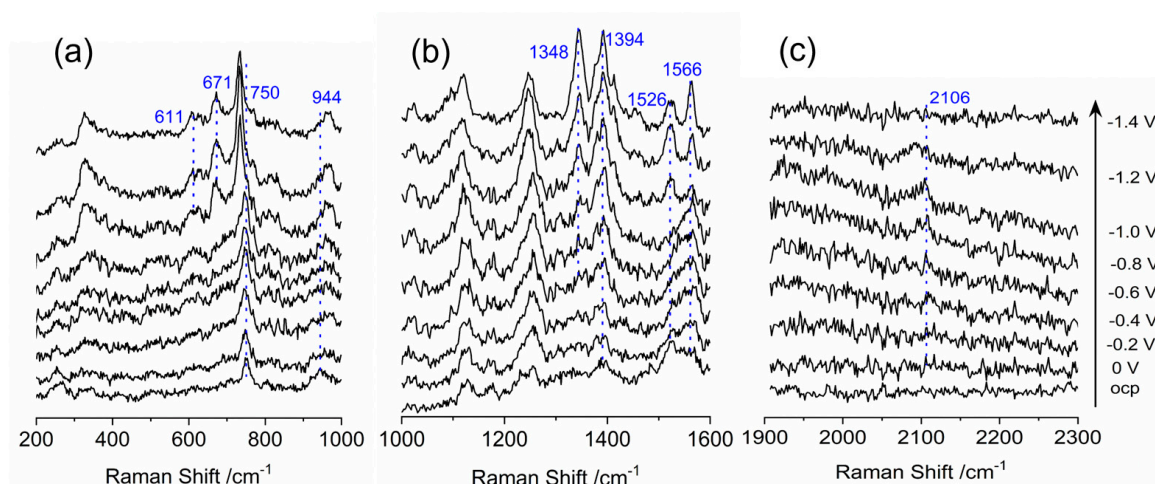 (a)
611
671
750
944
200 400 600 800 1000
Raman Shift /cm⁻¹
(b)
1348
1394
1526
1566
1000 1200 1400 1600
Raman Shift /cm⁻¹
(c)
2106
-1.4 V
-1.2 V
-1.0 V
-0.8 V
-0.6 V
-0.4 V
-0.2 V
0 V
ocp
1900 2000 2100 2200 2300
Raman Shift /cm⁻¹